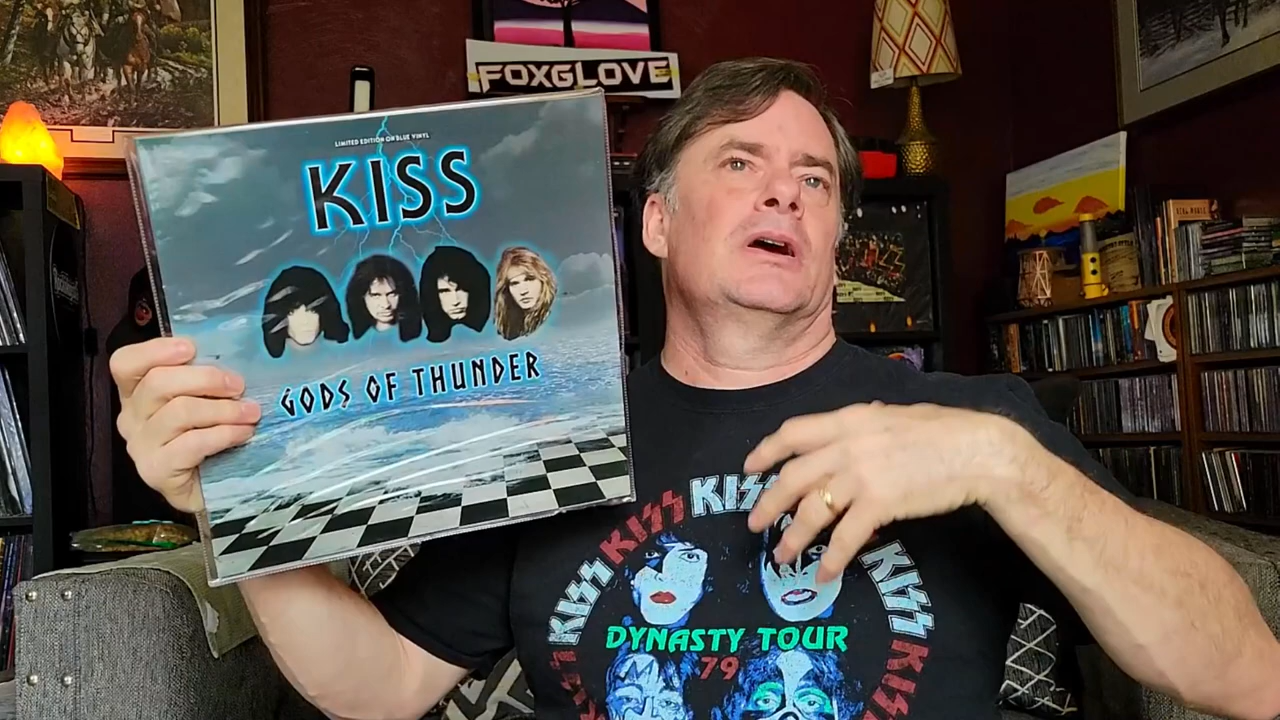 FOXGLOVE
LIMITED EDITION ON BLUE VINYL
KISS
GODS OF THUNDER
KISS
KISS
KISS
KISS
KISS
DYNASTY TOUR
79